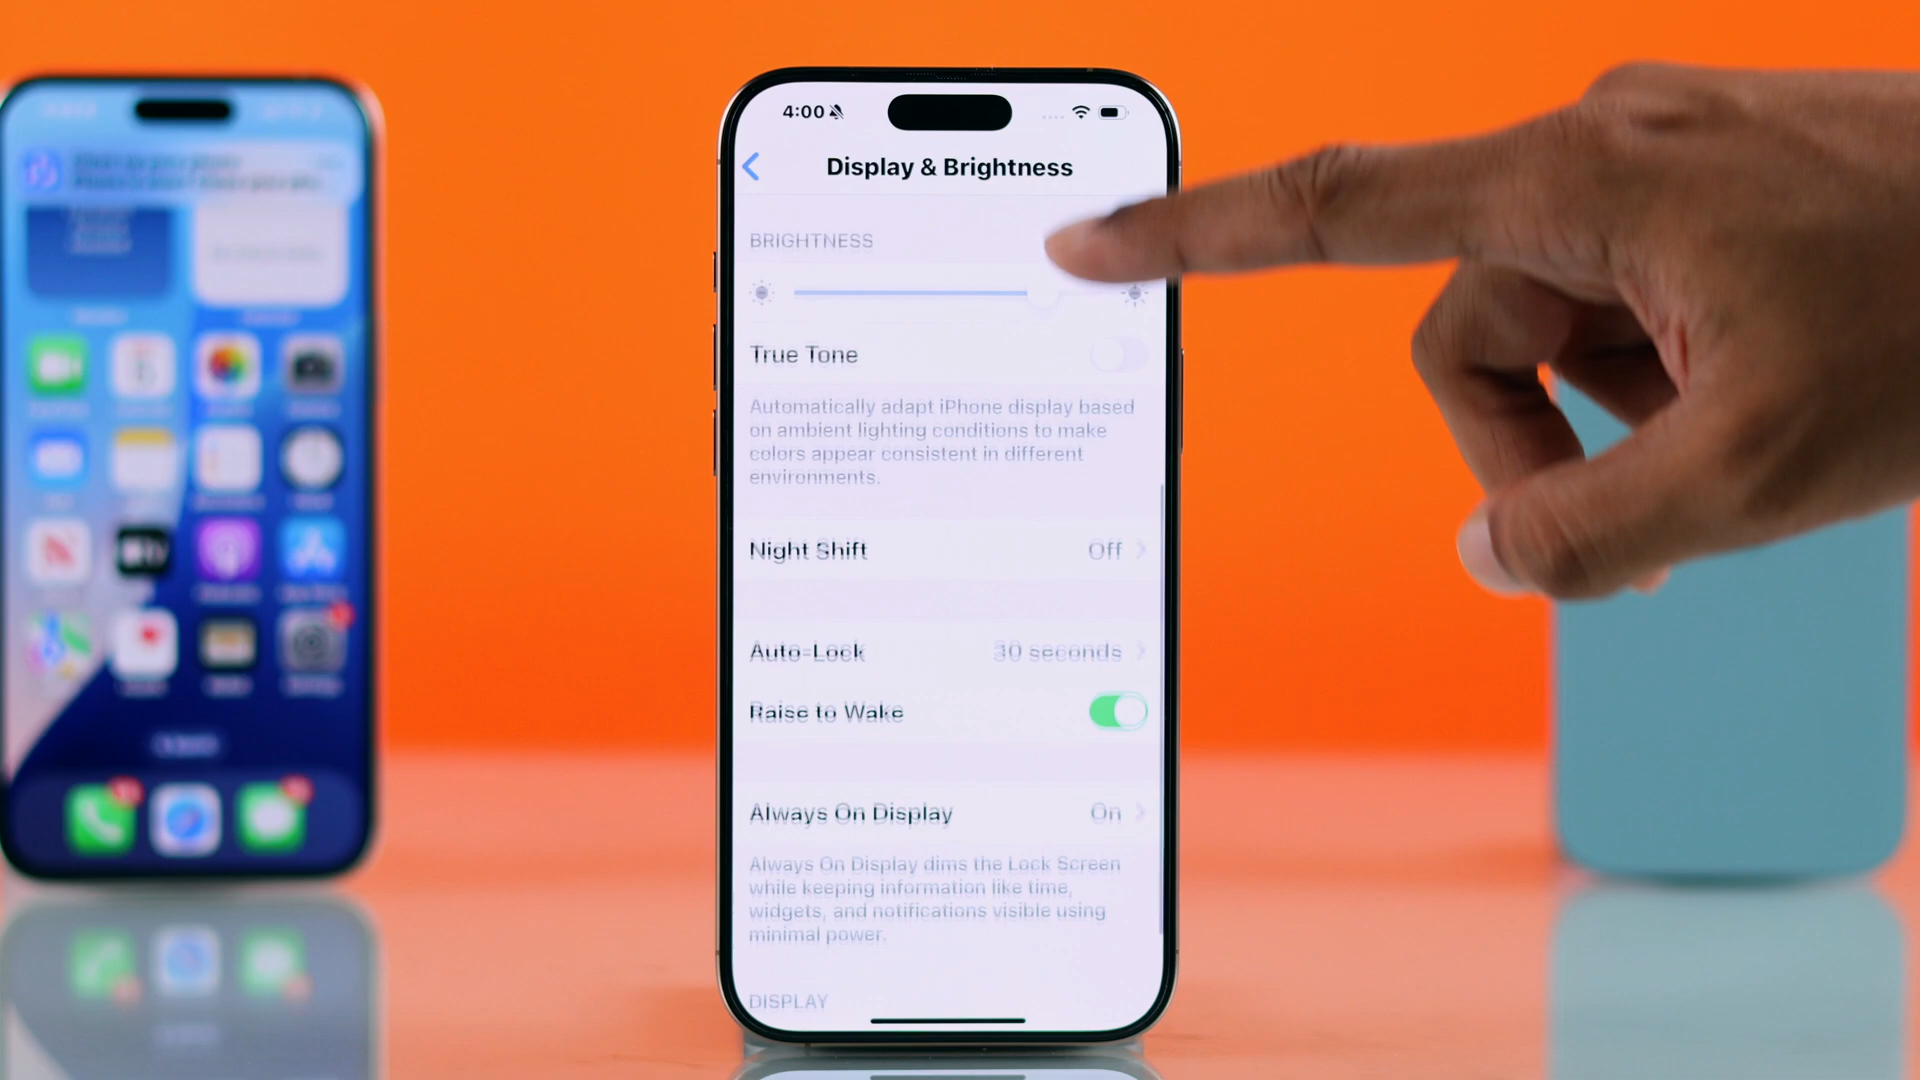 4:00
Display & Brightness
BRIGHTNESS
True Tone
Automatically adapt iPhone display based
on ambient lighting conditions to make
colors appear consistent in different
environments.
Night Shift Off
Auto-Lock 30 seconds
Raise to Wake
Always On Display On
Always On Display dims the Lock Screen
while keeping information like time,
widgets, and notifications visible using
minimal power.
DISPLAY